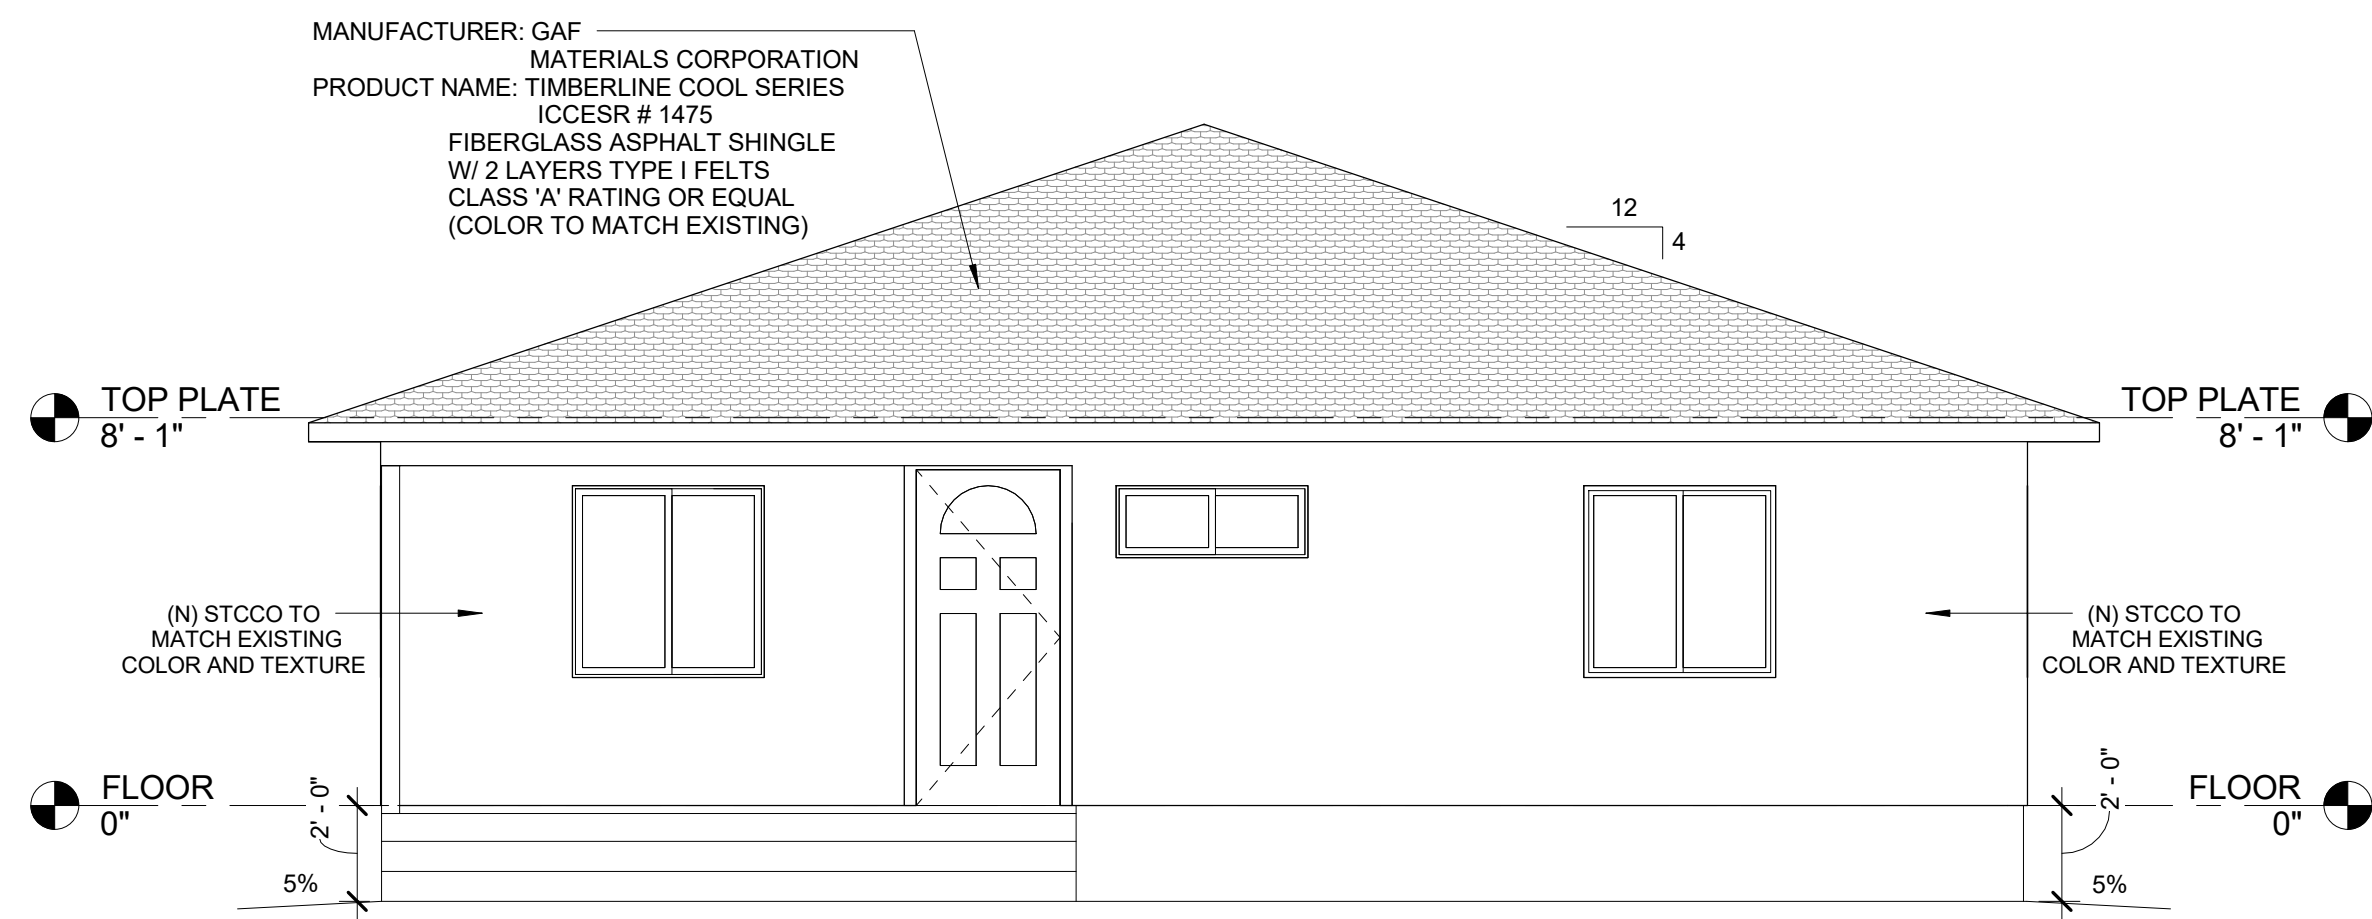 MANUFACTURER: GAF
MATERIALS CORPORATION
PRODUCT NAME: TIMBERLINE COOL SERIES
ICCESR # 1475
FIBERGLASS ASPHALT SHINGLE
W/ 2 LAYERS TYPE I FELTS
CLASS 'A' RATING OR EQUAL
(COLOR TO MATCH EXISTING)
12
4
TOP PLATE
8' - 1"
TOP PLATE
8' - 1"
(N) STCCO TO
MATCH EXISTING
COLOR AND TEXTURE
(N) STCCO TO
MATCH EXISTING
COLOR AND TEXTURE
FLOOR
0"
2' - 0"
5%
2' - 0"
FLOOR
0"
5%